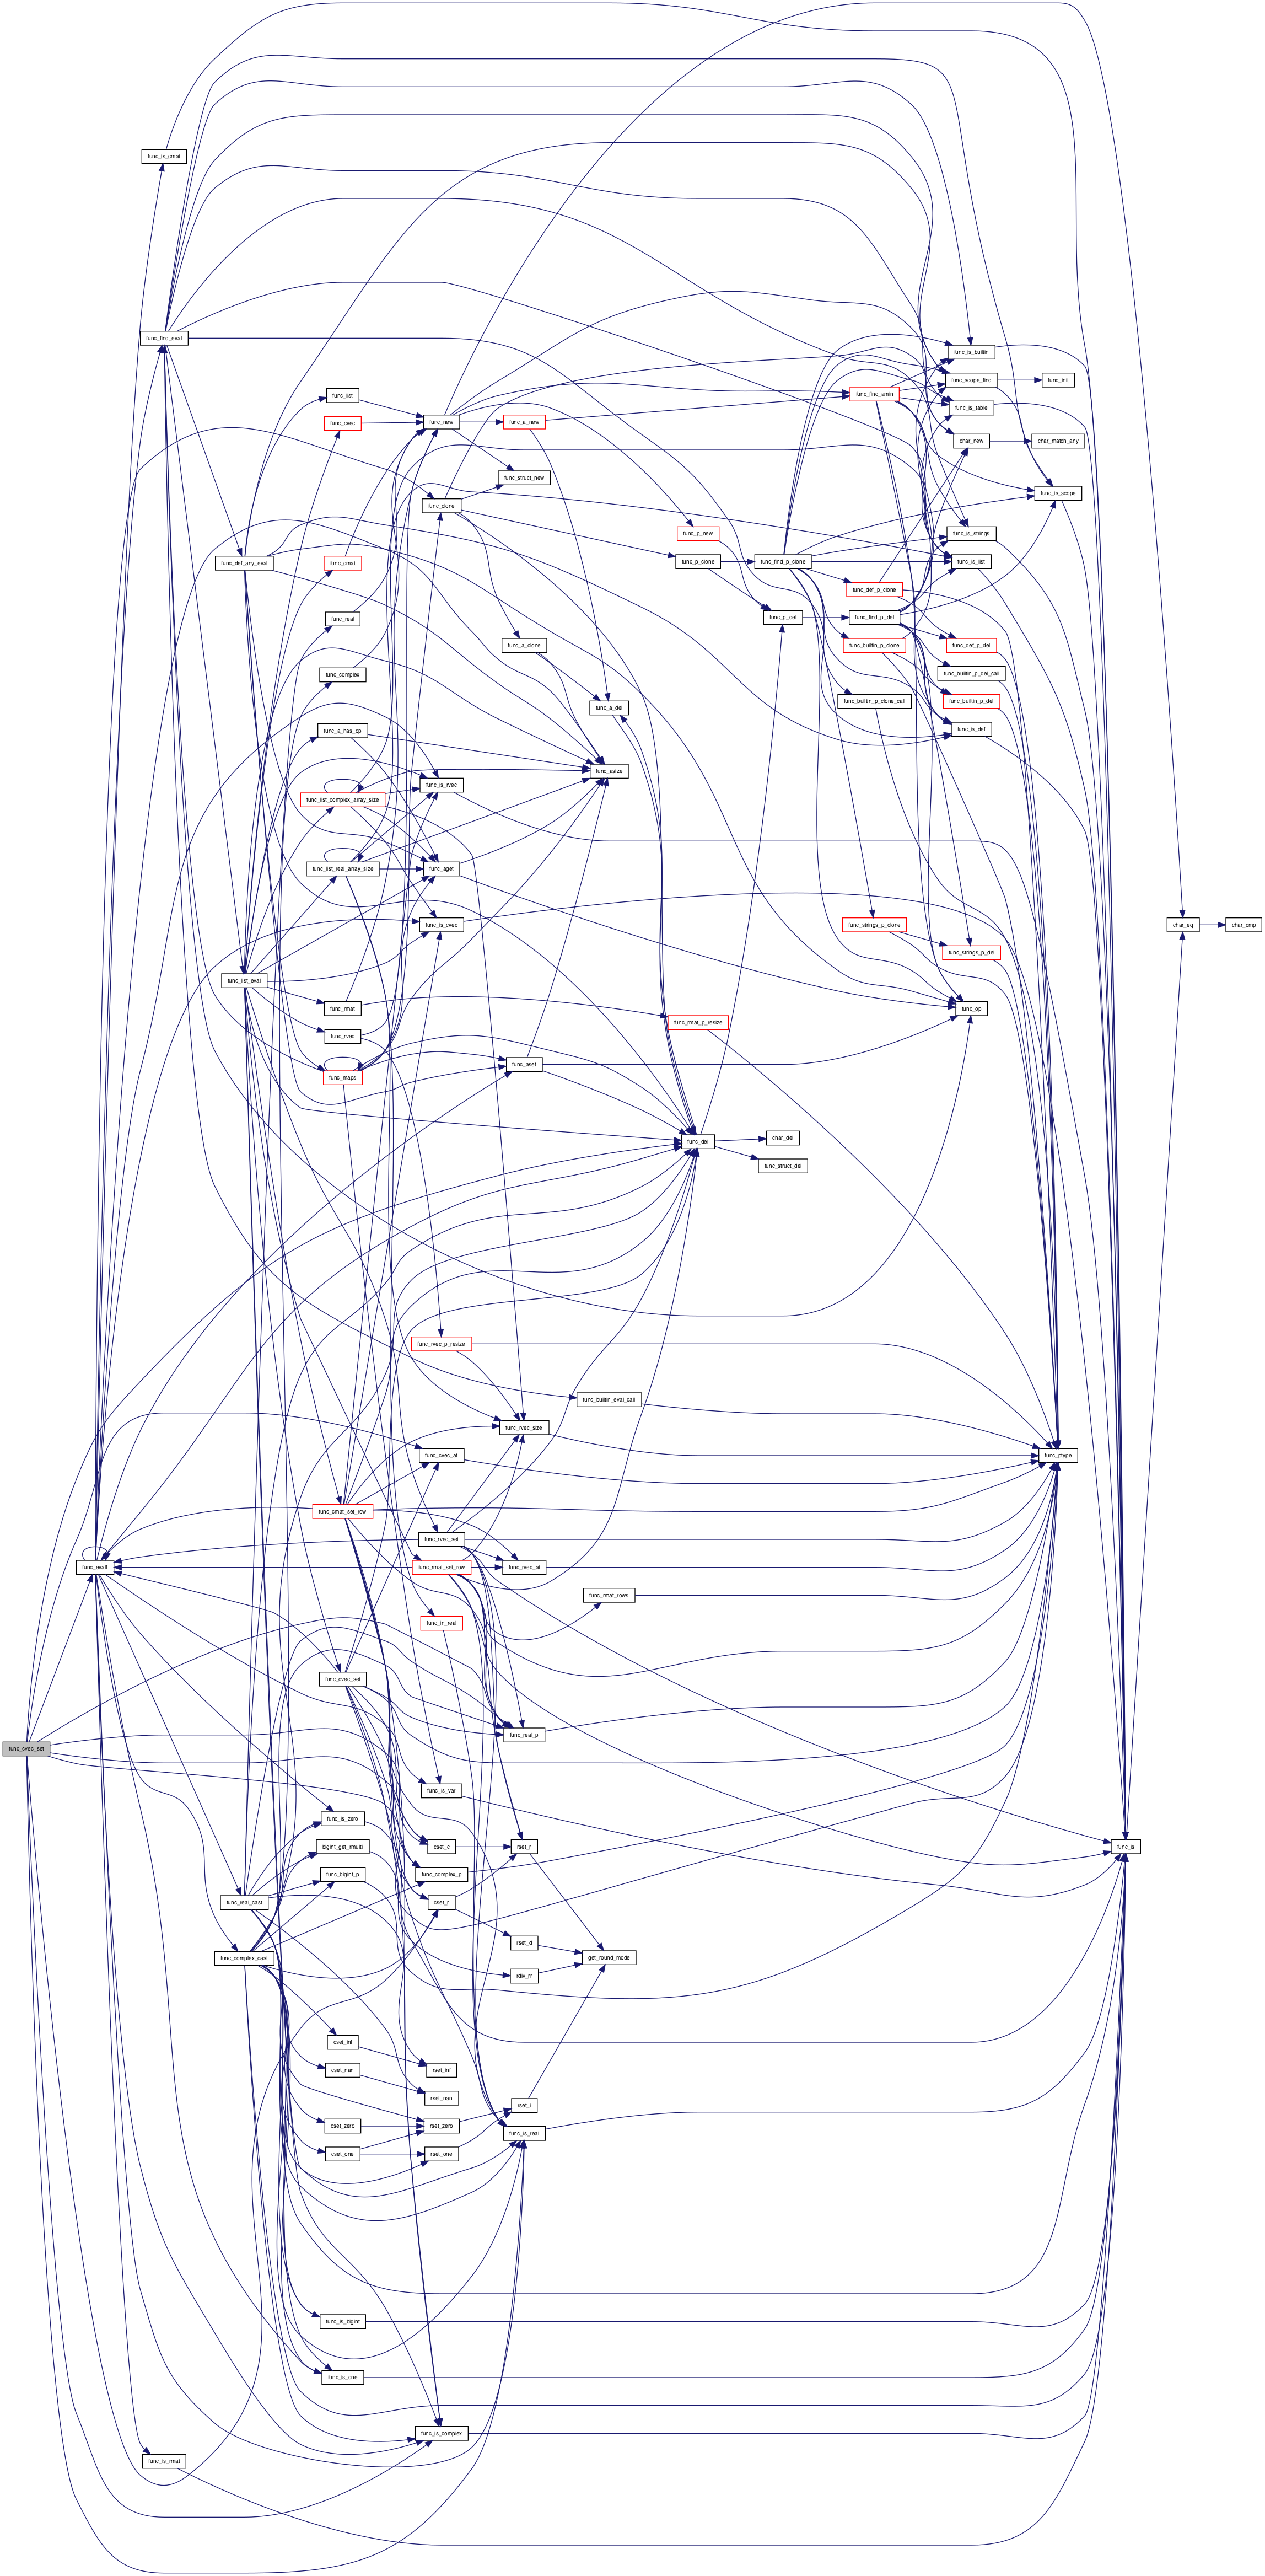 func_is_cmat
func_find_eval
func_is_builtin
func_scope_find
func_init
func_list
func_find_amin
func_is_table
func_cvec
func_new
func_a_new
char_new
char_match_any
func_struct_new
func_is_scope
func_clone
func_p_new
func_is_strings
func_def_any_eval
func_cmat
func_p_clone
func_find_p_clone
func_is_list
func_def_p_clone
func_real
func_p_del
func_find_p_del
func_a_clone
func_builtin_p_clone
func_def_p_del
func_complex
func_builtin_p_del_call
func_a_del
func_builtin_p_clone_call
func_builtin_p_del
func_a_has_op
func_is_def
func_asize
func_is_rvec
func_list_complex_array_size
func_list_real_array_size
func_aget
func_is_cvec
func_strings_p_clone
char_eq
char_cmp
func_strings_p_del
func_list_eval
func_rmat
func_op
func_rmat_p_resize
func_rvec
func_aset
func_maps
func_del
char_del
func_struct_del
func_rvec_p_resize
func_builtin_eval_call
func_rvec_size
func_cvec_at
func_ptype
func_cmat_set_row
func_rvec_set
func_evalf
func_rmat_set_row
func_rvec_at
func_rmat_rows
func_in_real
func_cvec_set
func_real_p
func_cvec_set
func_is_var
func_is_zero
bigint_get_rmulti
cset_c
rset_r
func_is
func_bigint_p
func_complex_p
func_real_cast
cset_r
rset_d
func_complex_cast
get_round_mode
rdiv_rr
cset_inf
rset_inf
cset_nan
rset_nan
rset_i
cset_zero
rset_zero
func_is_real
cset_one
rset_one
func_is_bigint
func_is_one
func_is_complex
func_is_rmat